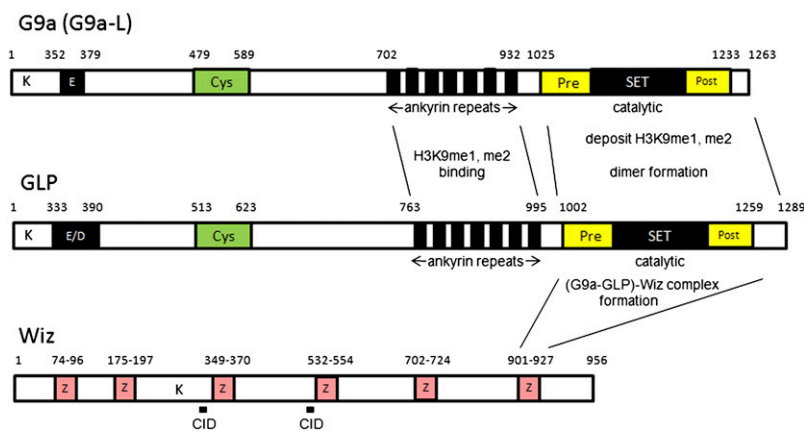 G9a (G9a-L)
1 352 379 479 589 702 932 1025 1233 1263
K E Cys Pre SET Post
←ankyrin repeats→ catalytic
H3K9me1, me2
binding
deposit H3K9me1, me2
dimer formation
GLP
1 333 390 513 623 763 995 1002 1259 1289
K E/D Cys Pre SET Post
←ankyrin repeats→ catalytic
(G9a-GLP)-Wiz complex
formation
Wiz
1 74-96 175-197 349-370 532-554 702-724 901-927 956
Z Z K Z Z Z Z
CID CID